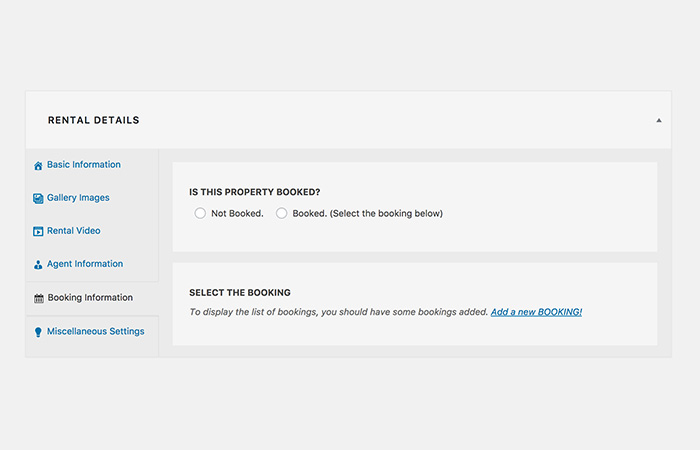 RENTAL DETAILS
Basic Information
Gallery Images
Rental Video
Agent Information
Booking Information
Miscellaneous Settings
IS THIS PROPERTY BOOKED?
Not Booked. Booked. (Select the booking below)
SELECT THE BOOKING
To display the list of bookings, you should have some bookings added. Add a new BOOKING!